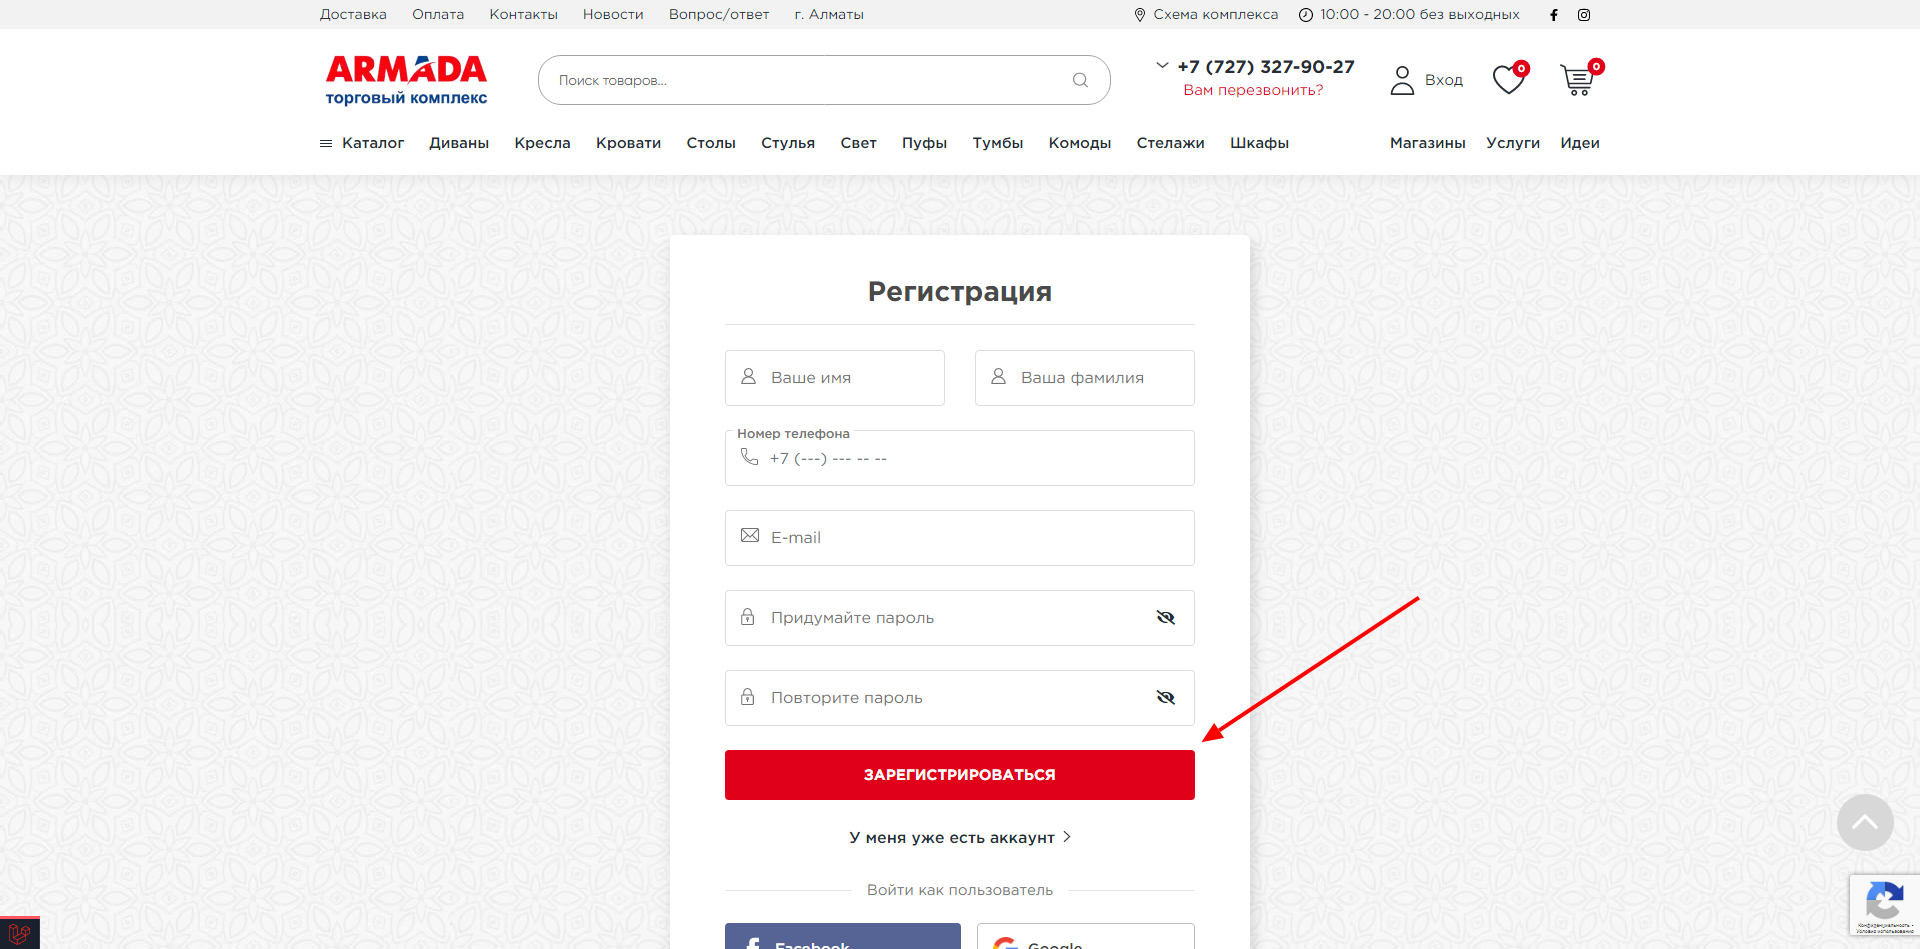 Доставка Оплата Контакты Новости Вопрос/ответ г. Алматы Схема комплекса 10:00 - 20:00 без выходных
ARMADA
торговый комплекс
Поиск товаров...
+7 (727) 327-90-27
Вам перезвонить?
Вход
0
0
Каталог Диваны Кресла Кровати Столы Стулья Свет Пуфы Тумбы Комоды Стелажи Шкафы Магазины Услуги Идеи
Регистрация
Ваше имя Ваша фамилия
Номер телефона
+7 (---) --- -- --
E-mail
Придумайте пароль
Повторите пароль
ЗАРЕГИСТРИРОВАТЬСЯ
У меня уже есть аккаунт
Войти как пользователь
Facebook Google
Конфиденциальность -
Условия использования